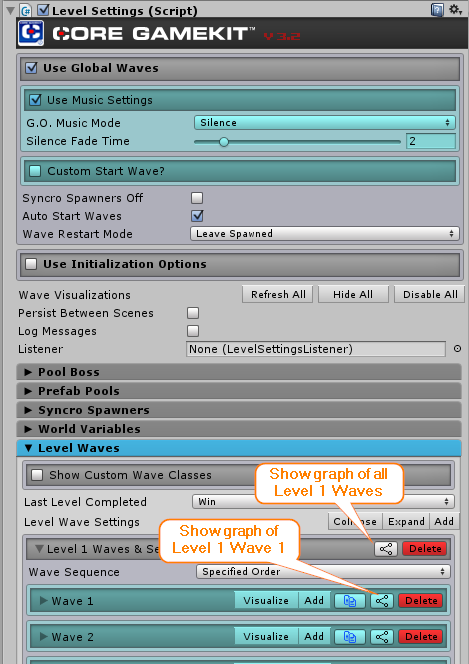 Level Settings (Script)
CORE GAMEKIT™ V 3.2
Use Global Waves
Use Music Settings
G.O. Music Mode Silence
Silence Fade Time 2
Custom Start Wave?
Syncro Spawners Off
Auto Start Waves
Wave Restart Mode Leave Spawned
Use Initialization Options
Wave Visualizations Refresh All Hide All Disable All
Persist Between Scenes
Log Messages
Listener None (LevelSettingsListener)
Pool Boss
Prefab Pools
Syncro Spawners
World Variables
Level Waves
Show Custom Wave Classes
Show graph of all
Level 1 Waves
Last Level Completed Win
Level Wave Settings Expand Add
Show graph of
Level 1 Wave 1
Level 1 Waves & Se Delete
Wave Sequence Specified Order
Wave 1 Visualize Add Delete
Wave 2 Visualize Add Delete